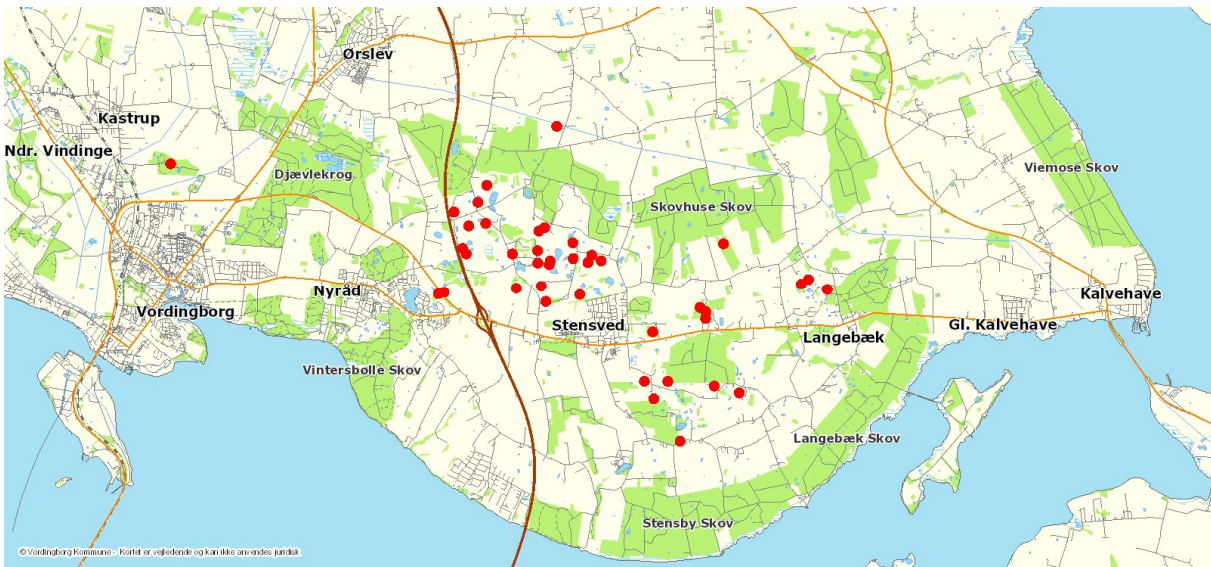 Ørslev
Kastrup
Ndr. Vindinge
Djævlekrog
Viemose Skov
Skovhuse Skov
Nyråd
Kalvehave
Vordingborg
Stensved
Gl. Kalvehave
Langebæk
Vintersbølle Skov
Langebæk Skov
Stensby Skov
© Vordingborg Kommune - Kortet er vejledende og kan ikke anvendes juridisk